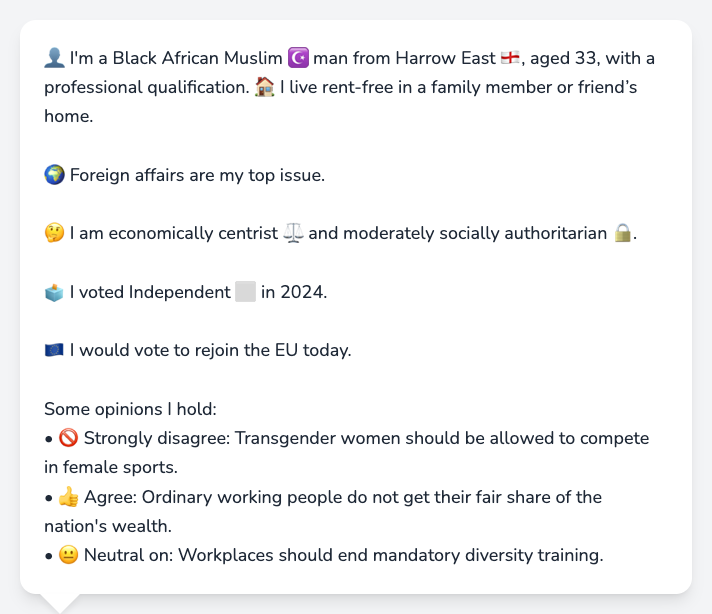 👤 I'm a Black African Muslim ☪️ man from Harrow East 🏴󠁧󠁢󠁥󠁮󠁧󠁿, aged 33, with a
professional qualification. 🏠 I live rent-free in a family member or friend’s
home.
🌍 Foreign affairs are my top issue.
🤔 I am economically centrist ⚖️ and moderately socially authoritarian 🔒.
🗳️ I voted Independent ⬜ in 2024.
🇪🇺 I would vote to rejoin the EU today.
Some opinions I hold:
• 🚫 Strongly disagree: Transgender women should be allowed to compete
in female sports.
• 👍 Agree: Ordinary working people do not get their fair share of the
nation's wealth.
• 😐 Neutral on: Workplaces should end mandatory diversity training.